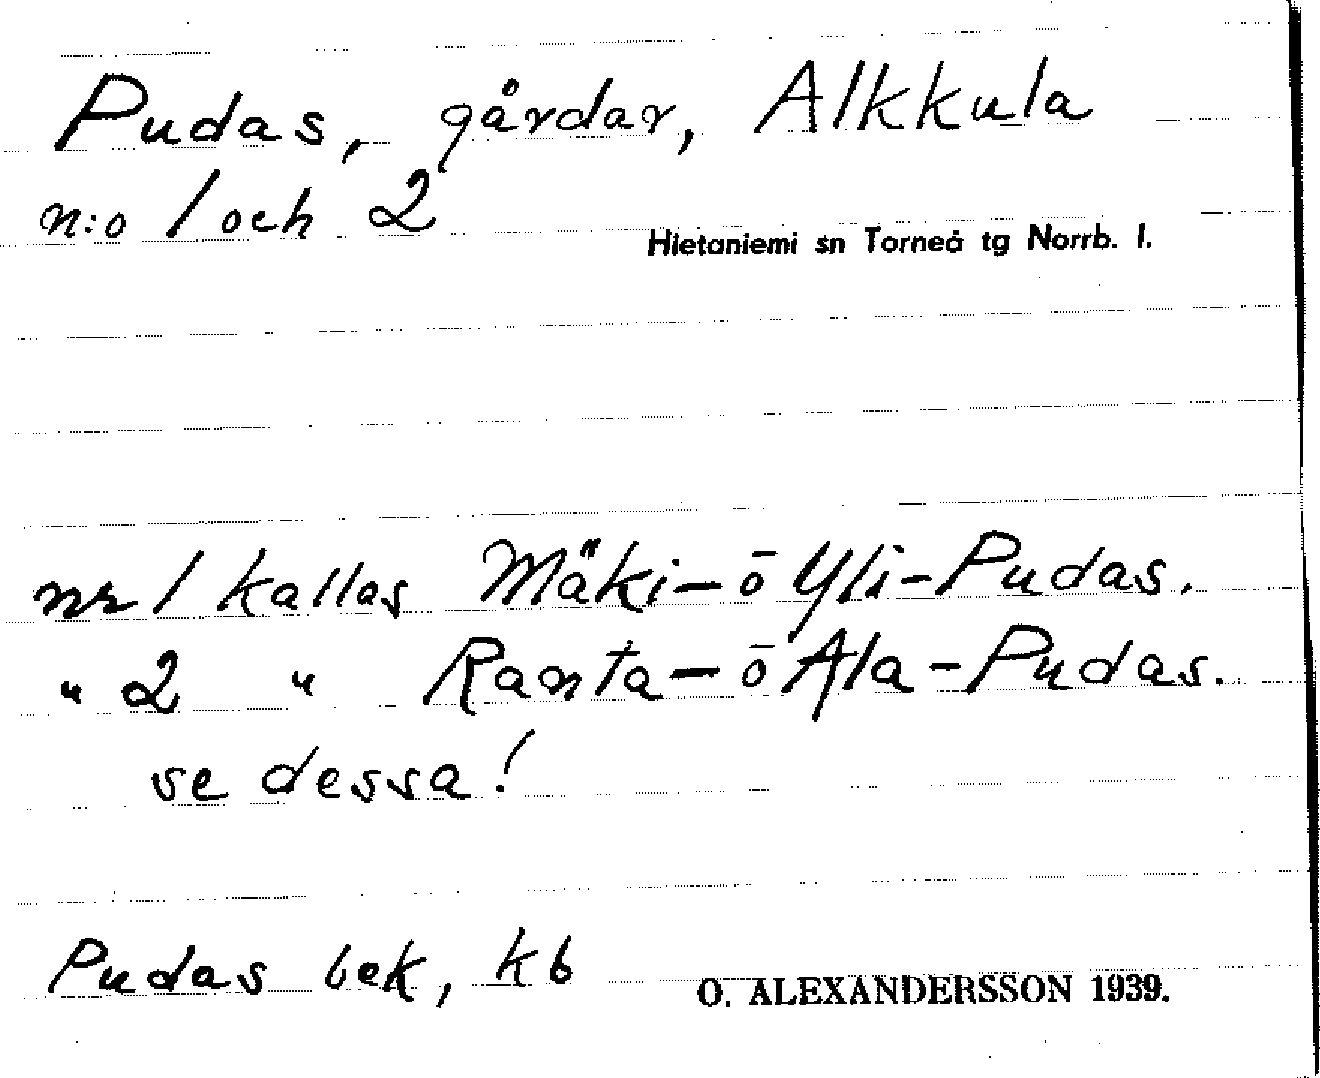 Pudas, gårdar, Alkkula
n:o 1 och 2
Hietaniemi sn Torneå tg Norrb. l.
nr 1 kallas Mäki- ō Yli-Pudas.
" 2 " Ranta- ō Ala-Pudas.
se dessa!
Pudas bek, kb
O. ALEXANDERSSON 1939.